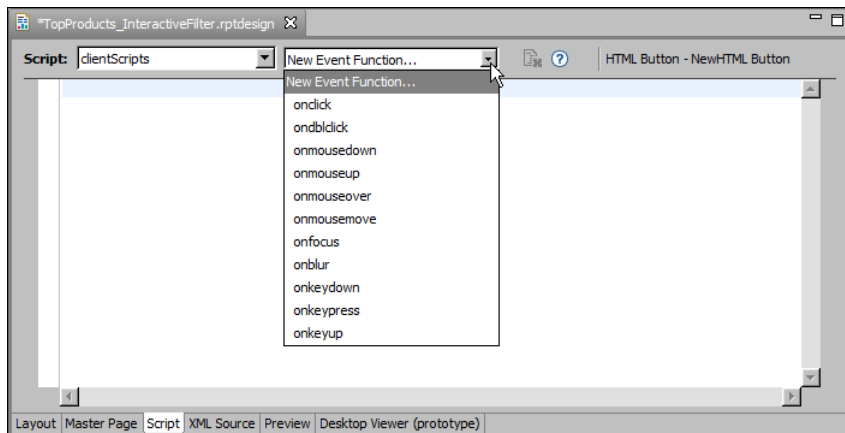 *TopProducts_InteractiveFilter.rptdesign
Script: clientScripts New Event Function... HTML Button - NewHTML Button
New Event Function...
onclick
ondblclick
onmousedown
onmouseup
onmouseover
onmousemove
onfocus
onblur
onkeydown
onkeypress
onkeyup
Layout Master Page Script XML Source Preview Desktop Viewer (prototype)